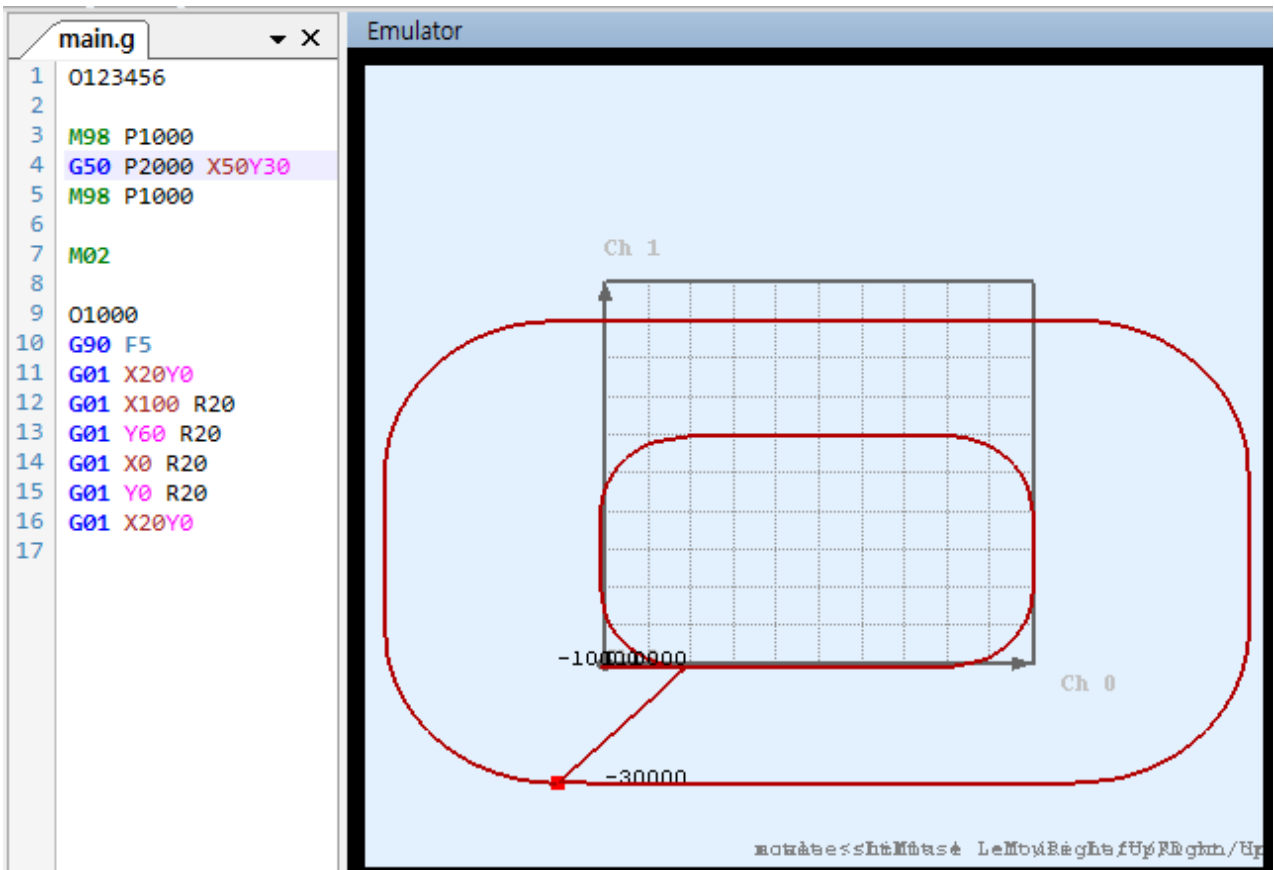 main.g
Emulator
1 O123456
2
3 M98 P1000
4 G50 P2000 X50Y30
5 M98 P1000
6
7 M02
8
9 O1000
10 G90 F5
11 G01 X20Y0
12 G01 X100 R20
13 G01 Y60 R20
14 G01 X0 R20
15 G01 Y0 R20
16 G01 X20Y0
17
Ch 1
Ch 0
-30000